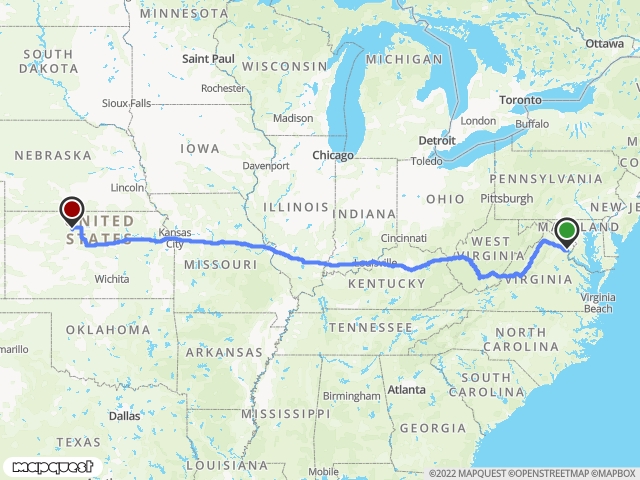 MINNESOTA
Ottawa
SOUTH
DAKOTA
Saint Paul
WISCONSIN
MICHIGAN
Rochester
Toronto
Sioux Falls
Madison
London
Buffalo
IOWA
Detroit
NEBRASKA
Davenport
Chicago
Toledo
PENNSYLVANIA
Lincoln
OHIO
Pittsburgh
NEW JE
ILLINOIS
INDIANA
UNITED
STATES
MARYLAND
Kansas
City
Cincinnati
WEST
VIRGINIA
MISSOURI
Louisville
Wichita
KENTUCKY
VIRGINIA
Virginia
Beach
OKLAHOMA
TENNESSEE
NORTH
CAROLINA
marillo
ARKANSAS
SOUTH
CAROLINA
Birmingham
Atlanta
Dallas
MISSISSIPPI
GEORGIA
TEXAS
LOUISIANA
Mobile
mapquest
©2022 MAPQUEST ©OPENSTREETMAP ©MAPBOX